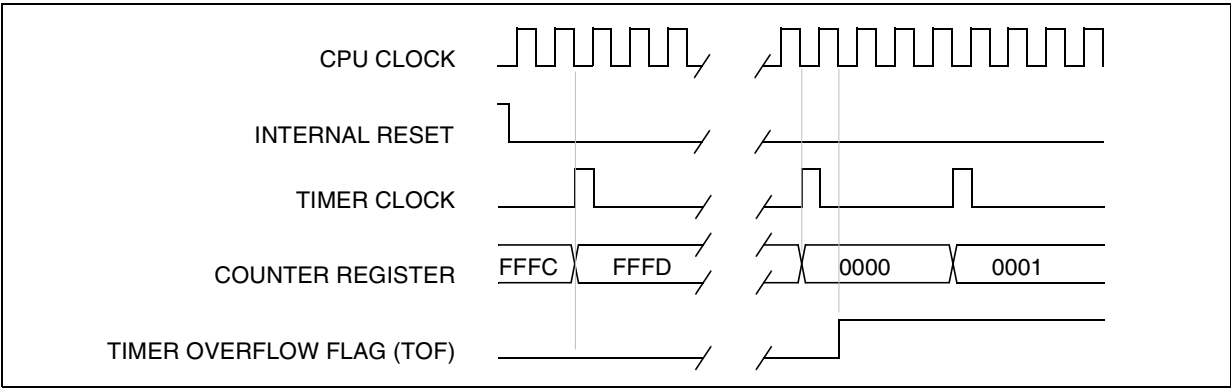 CPU CLOCK
INTERNAL RESET
TIMER CLOCK
COUNTER REGISTER FFFC FFFD 0000 0001
TIMER OVERFLOW FLAG (TOF)